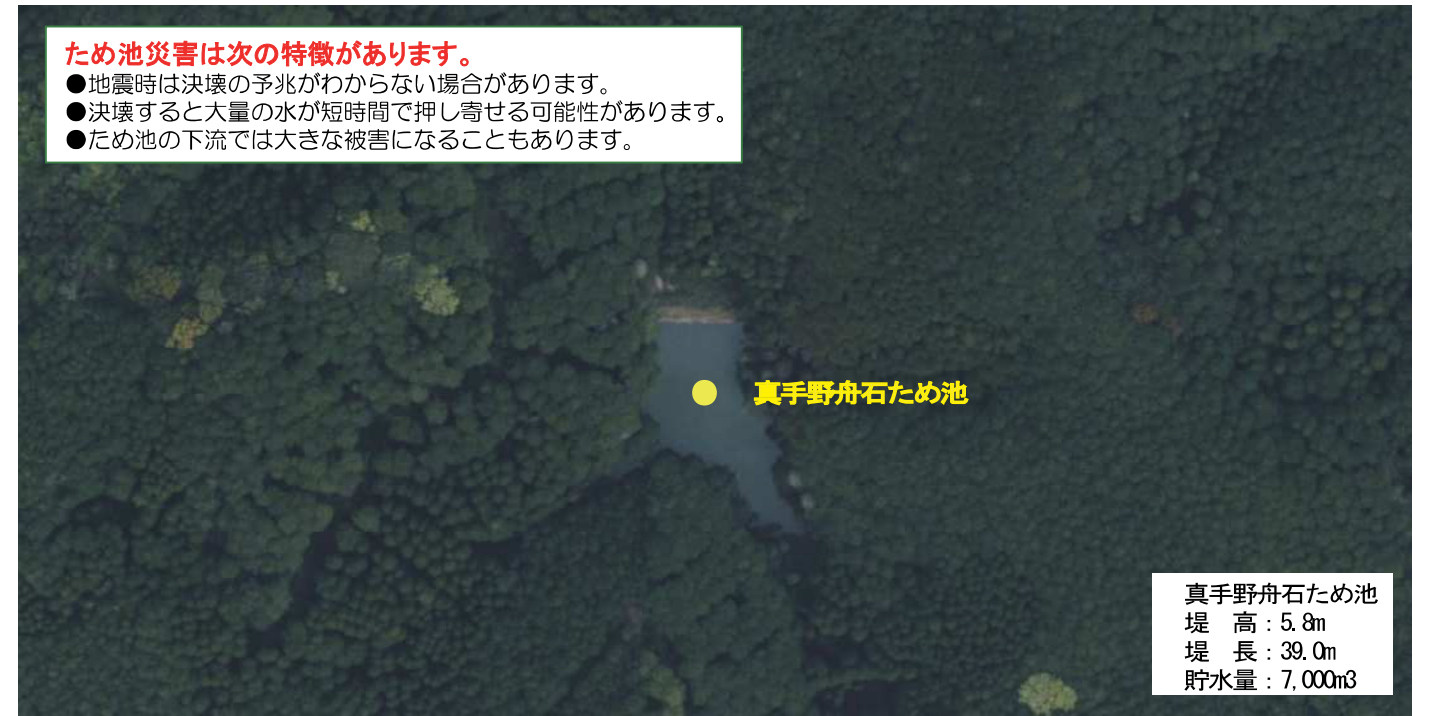 ため池災害は次の特徴があります。
●地震時は決壊の予兆がわからない場合があります。
●決壊すると大量の水が短時間で押し寄せる可能性があります。
●ため池の下流では大きな被害になることもあります。
真手野舟石ため池
真手野舟石ため池
堤　高：5.8m
堤　長：39.0m
貯水量：7,000m3